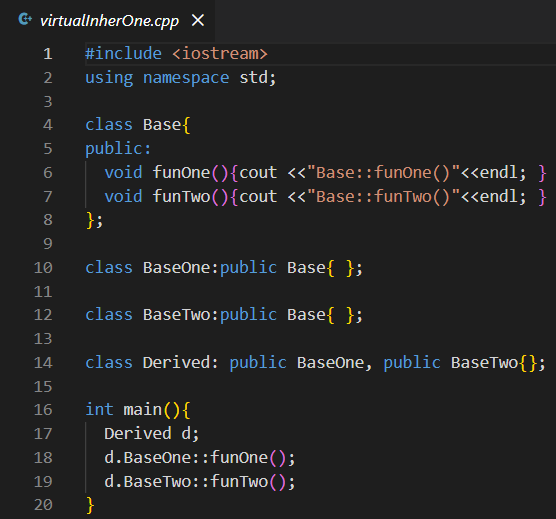 virtualInherOne.cpp
1 #include <iostream>
2 using namespace std;
3
4 class Base{
5 public:
6   void funOne(){cout <<"Base::funOne()"<<endl; }
7   void funTwo(){cout <<"Base::funTwo()"<<endl; }
8 };
9
10 class BaseOne:public Base{ };
11
12 class BaseTwo:public Base{ };
13
14 class Derived: public BaseOne, public BaseTwo{};
15
16 int main(){
17   Derived d;
18   d.BaseOne::funOne();
19   d.BaseTwo::funTwo();
20 }